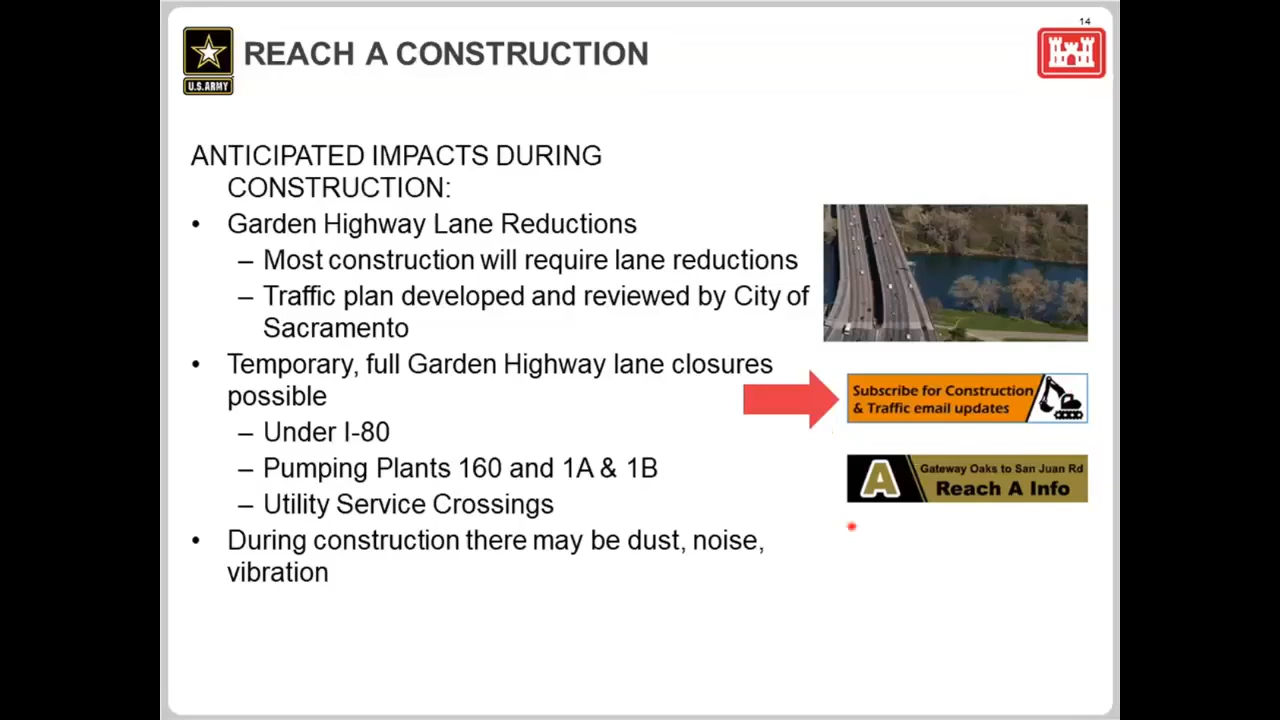 14
REACH A CONSTRUCTION
U.S.ARMY
ANTICIPATED IMPACTS DURING
CONSTRUCTION:
• Garden Highway Lane Reductions
– Most construction will require lane reductions
– Traffic plan developed and reviewed by City of
Sacramento
• Temporary, full Garden Highway lane closures
possible
– Under I-80
– Pumping Plants 160 and 1A & 1B
– Utility Service Crossings
• During construction there may be dust, noise,
vibration
Subscribe for Construction
& Traffic email updates
A
Gateway Oaks to San Juan Rd
Reach A Info